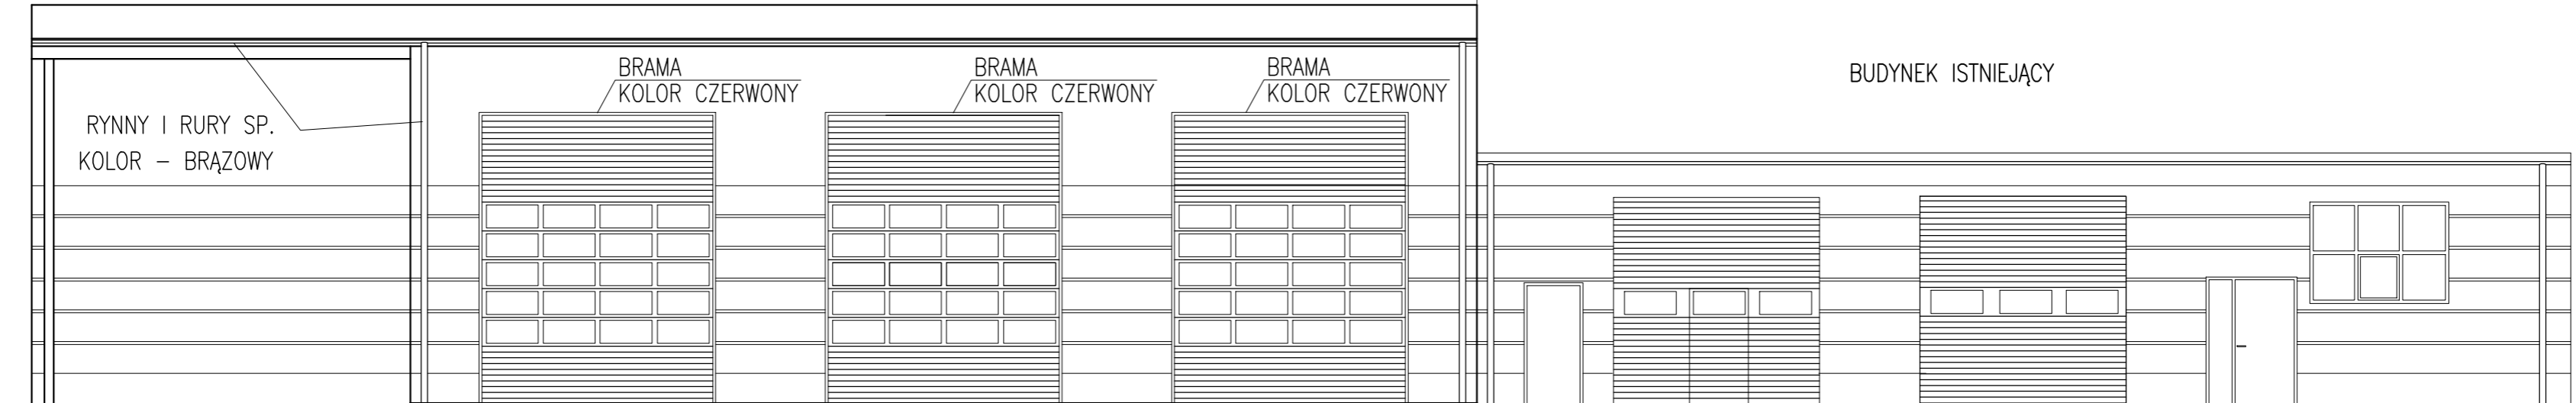 BRAMA
KOLOR CZERWONY
BRAMA
KOLOR CZERWONY
BRAMA
KOLOR CZERWONY
BUDYNEK ISTNIEJĄCY
RYNNY I RURY SP.
KOLOR – BRĄZOWY